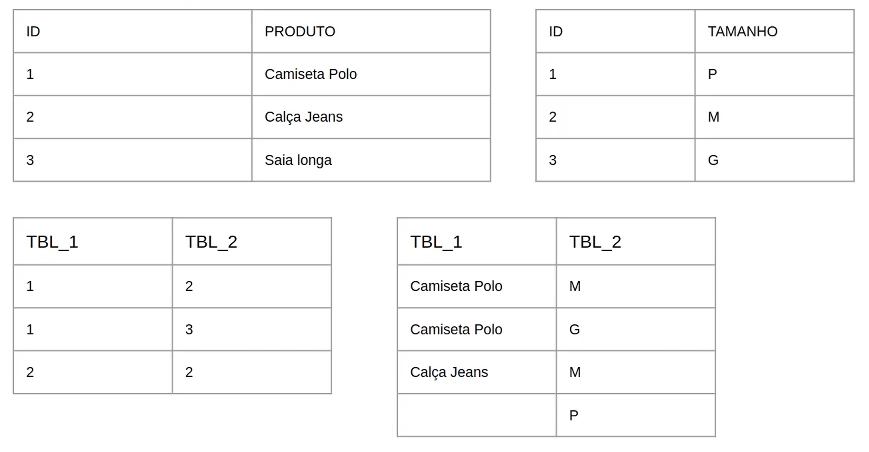 ID PRODUTO
1 Camiseta Polo
2 Calça Jeans
3 Saia longa
ID TAMANHO
1 P
2 M
3 G
TBL_1 TBL_2
1 2
1 3
2 2
TBL_1 TBL_2
Camiseta Polo M
Camiseta Polo G
Calça Jeans M
P